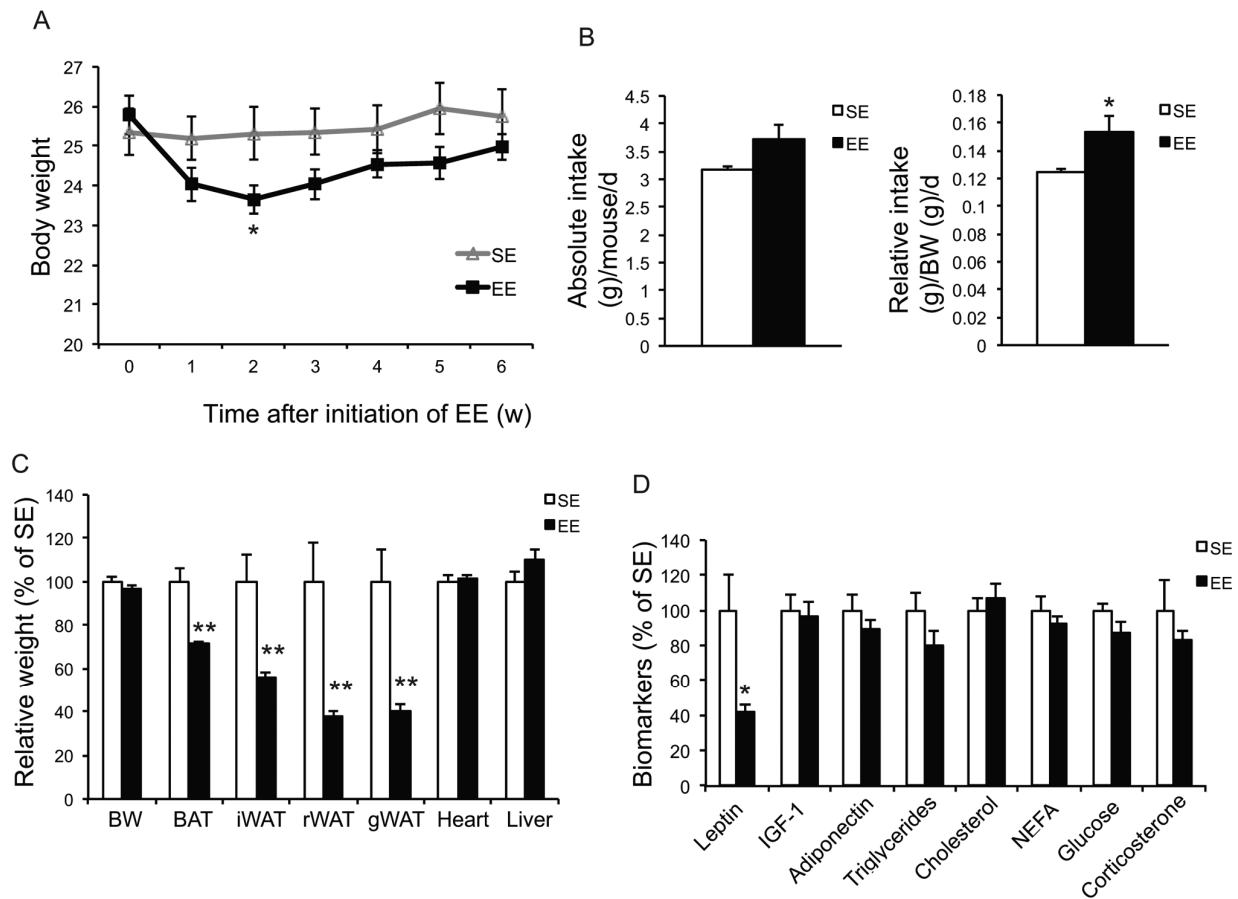 A
27
26
25
24
23
22
21
20
Body weight
*
SE
EE
0 1 2 3 4 5 6
Time after initiation of EE (w)
B
4.5
4
3.5
3
2.5
2
1.5
1
0.5
0
Absolute intake
(g)/mouse/d
SE
EE
0.18
0.16
0.14
0.12
0.1
0.08
0.06
0.04
0.02
0
Relative intake
(g)/BW (g)/d
*
SE
EE
C
140
120
100
80
60
40
20
0
Relative weight (% of SE)
SE
EE
** ** ** **
BW BAT iWAT rWAT gWAT Heart Liver
D
140
120
100
80
60
40
20
0
Biomarkers (% of SE)
SE
EE
*
Leptin
IGF-1
Adiponectin
Triglycerides
Cholesterol
NEFA
Glucose
Corticosterone